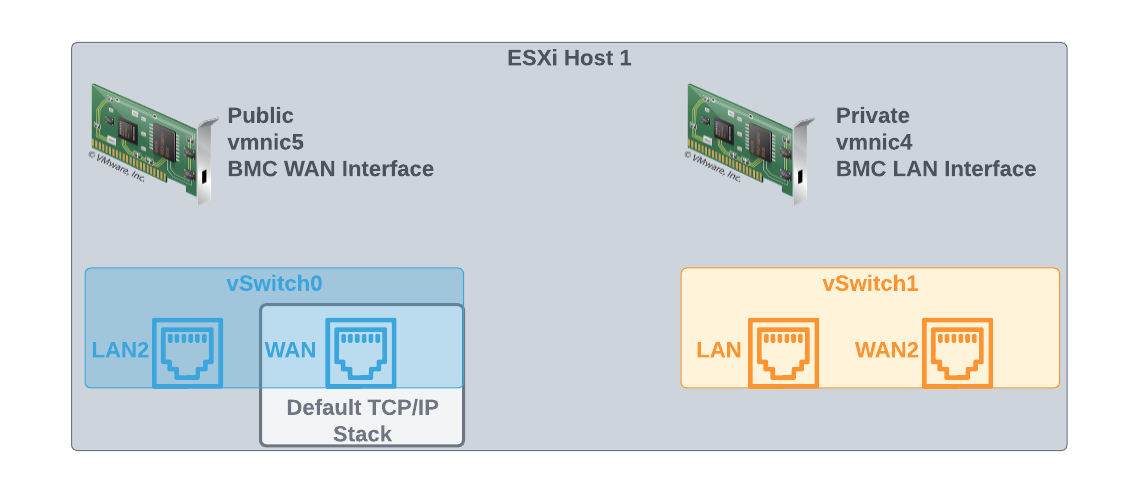 ESXi Host 1
Public
vmnic5
BMC WAN Interface
© VMware, Inc.
Private
vmnic4
BMC LAN Interface
© VMware, Inc.
vSwitch0
LAN2
WAN
Default TCP/IP
Stack
vSwitch1
LAN
WAN2